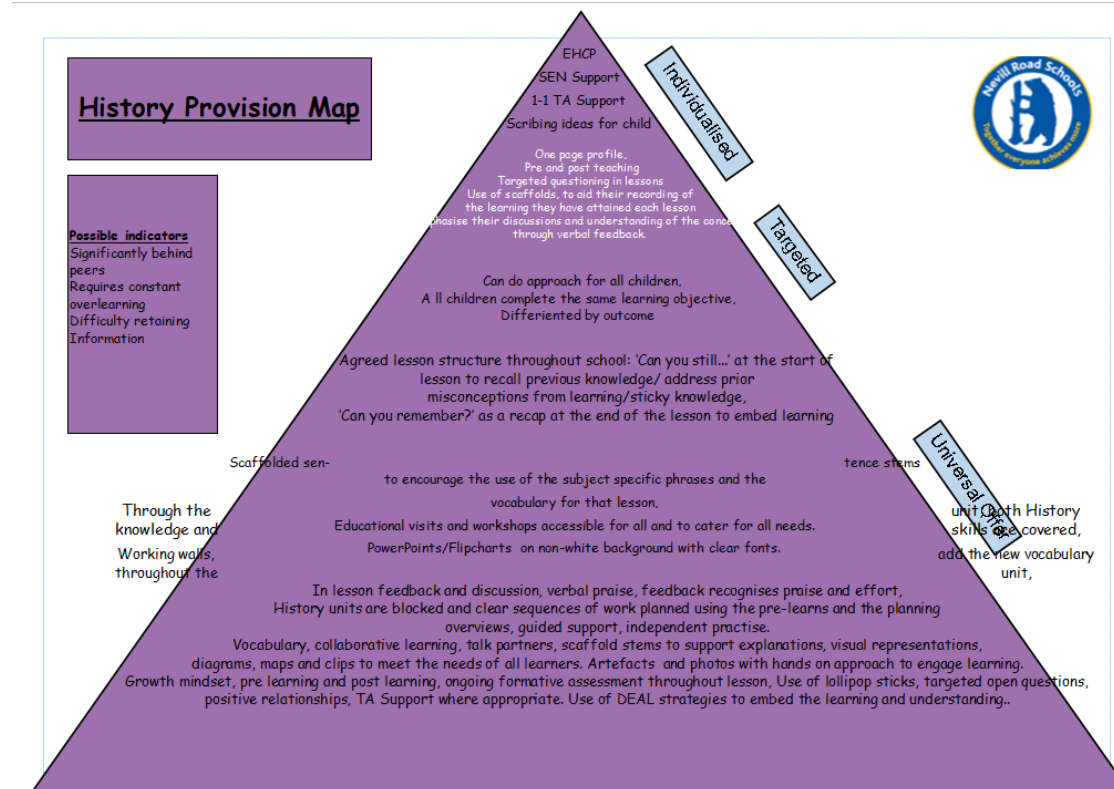 History Provision Map
Nevill Road Schools
Together everyone achieves more
Possible indicators
Significantly behind
peers
Requires constant
overlearning
Difficulty retaining
Information
EHCP
SEN Support
1-1 TA Support
Scribing ideas for child
Individualised
One page profile,
Pre and post teaching
Targeted questioning in lessons
Use of scaffolds, to aid their recording of
the learning they have attained each lesson
phasise their discussions and understanding of the conce
through verbal feedback.
Targeted
Can do approach for all children,
A ll children complete the same learning objective,
Differiented by outcome
Agreed lesson structure throughout school: 'Can you still...' at the start of
lesson to recall previous knowledge/ address prior
misconceptions from learning/sticky knowledge,
'Can you remember?' as a recap at the end of the lesson to embed learning
Universal Offer
Scaffolded sen- tence stems
to encourage the use of the subject specific phrases and the
vocabulary for that lesson,
Through the unit, both History
Educational visits and workshops accessible for all and to cater for all needs.
knowledge and skills are covered,
PowerPoints/Flipcharts on non-white background with clear fonts.
Working walls, add the new vocabulary
throughout the unit,
In lesson feedback and discussion, verbal praise, feedback recognises praise and effort,
History units are blocked and clear sequences of work planned using the pre-learns and the planning
overviews, guided support, independent practise.
Vocabulary, collaborative learning, talk partners, scaffold stems to support explanations, visual representations,
diagrams, maps and clips to meet the needs of all learners. Artefacts and photos with hands on approach to engage learning.
Growth mindset, pre learning and post learning, ongoing formative assessment throughout lesson, Use of lollipop sticks, targeted open questions,
positive relationships, TA Support where appropriate. Use of DEAL strategies to embed the learning and understanding..